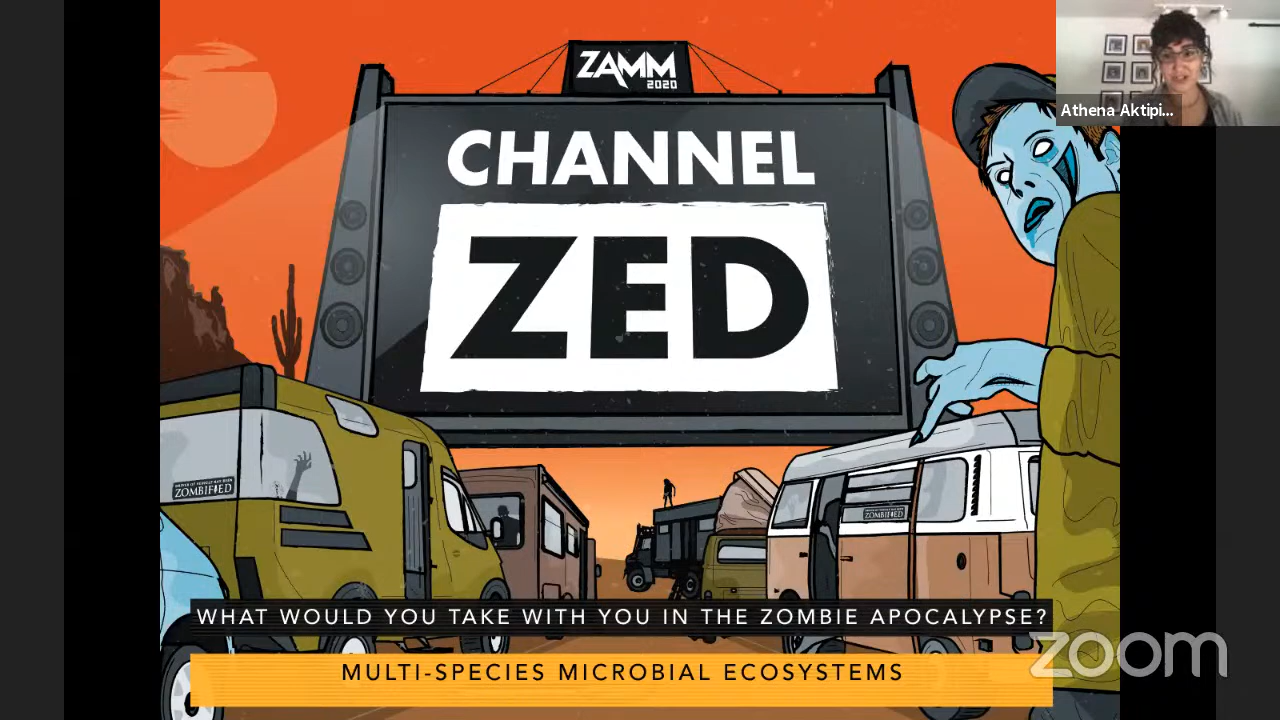 ZAMM
2020
Athena Aktipi...
CHANNEL
ZED
ZOMBIFIED
ZOMBIFIED
WHAT WOULD YOU TAKE WITH YOU IN THE ZOMBIE APOCALYPSE?
MULTI-SPECIES MICROBIAL ECOSYSTEMS
zoom